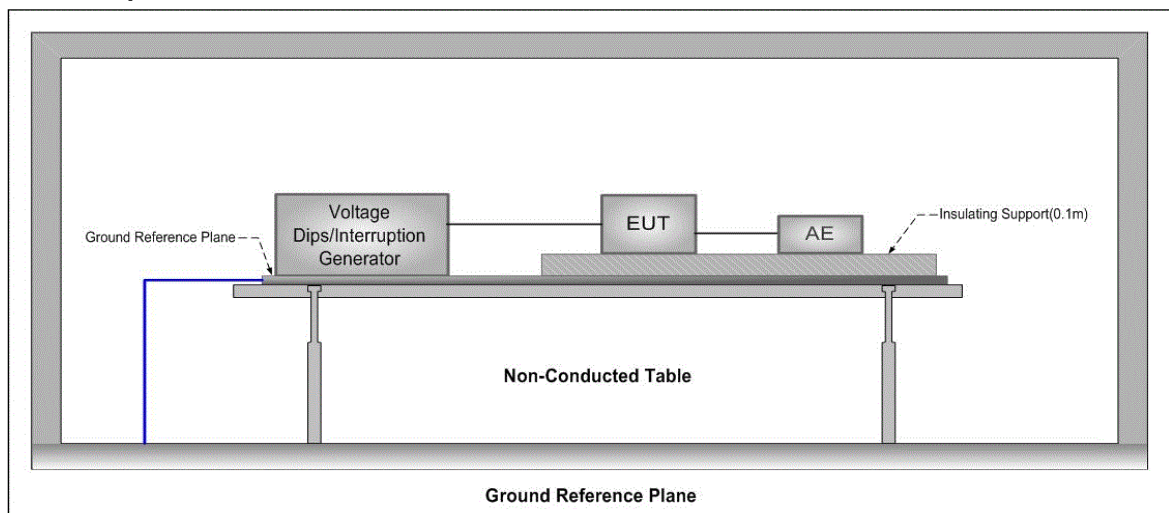 Voltage
Dips/Interruption
Generator
EUT
AE
Insulating Support(0.1m)
Ground Reference Plane
Non-Conducted Table
Ground Reference Plane